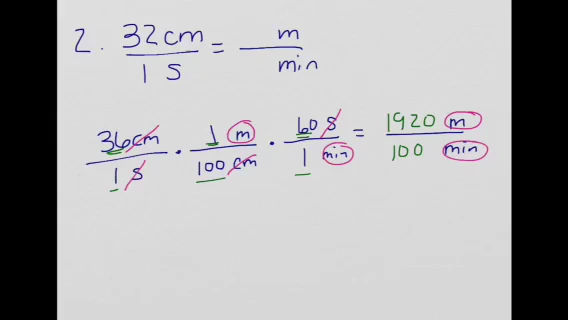 2. 32cm / 1 S = m / min
36cm / 1 S · 1 m / 100 cm · 60 S / 1 min = 1920 m / 100 min